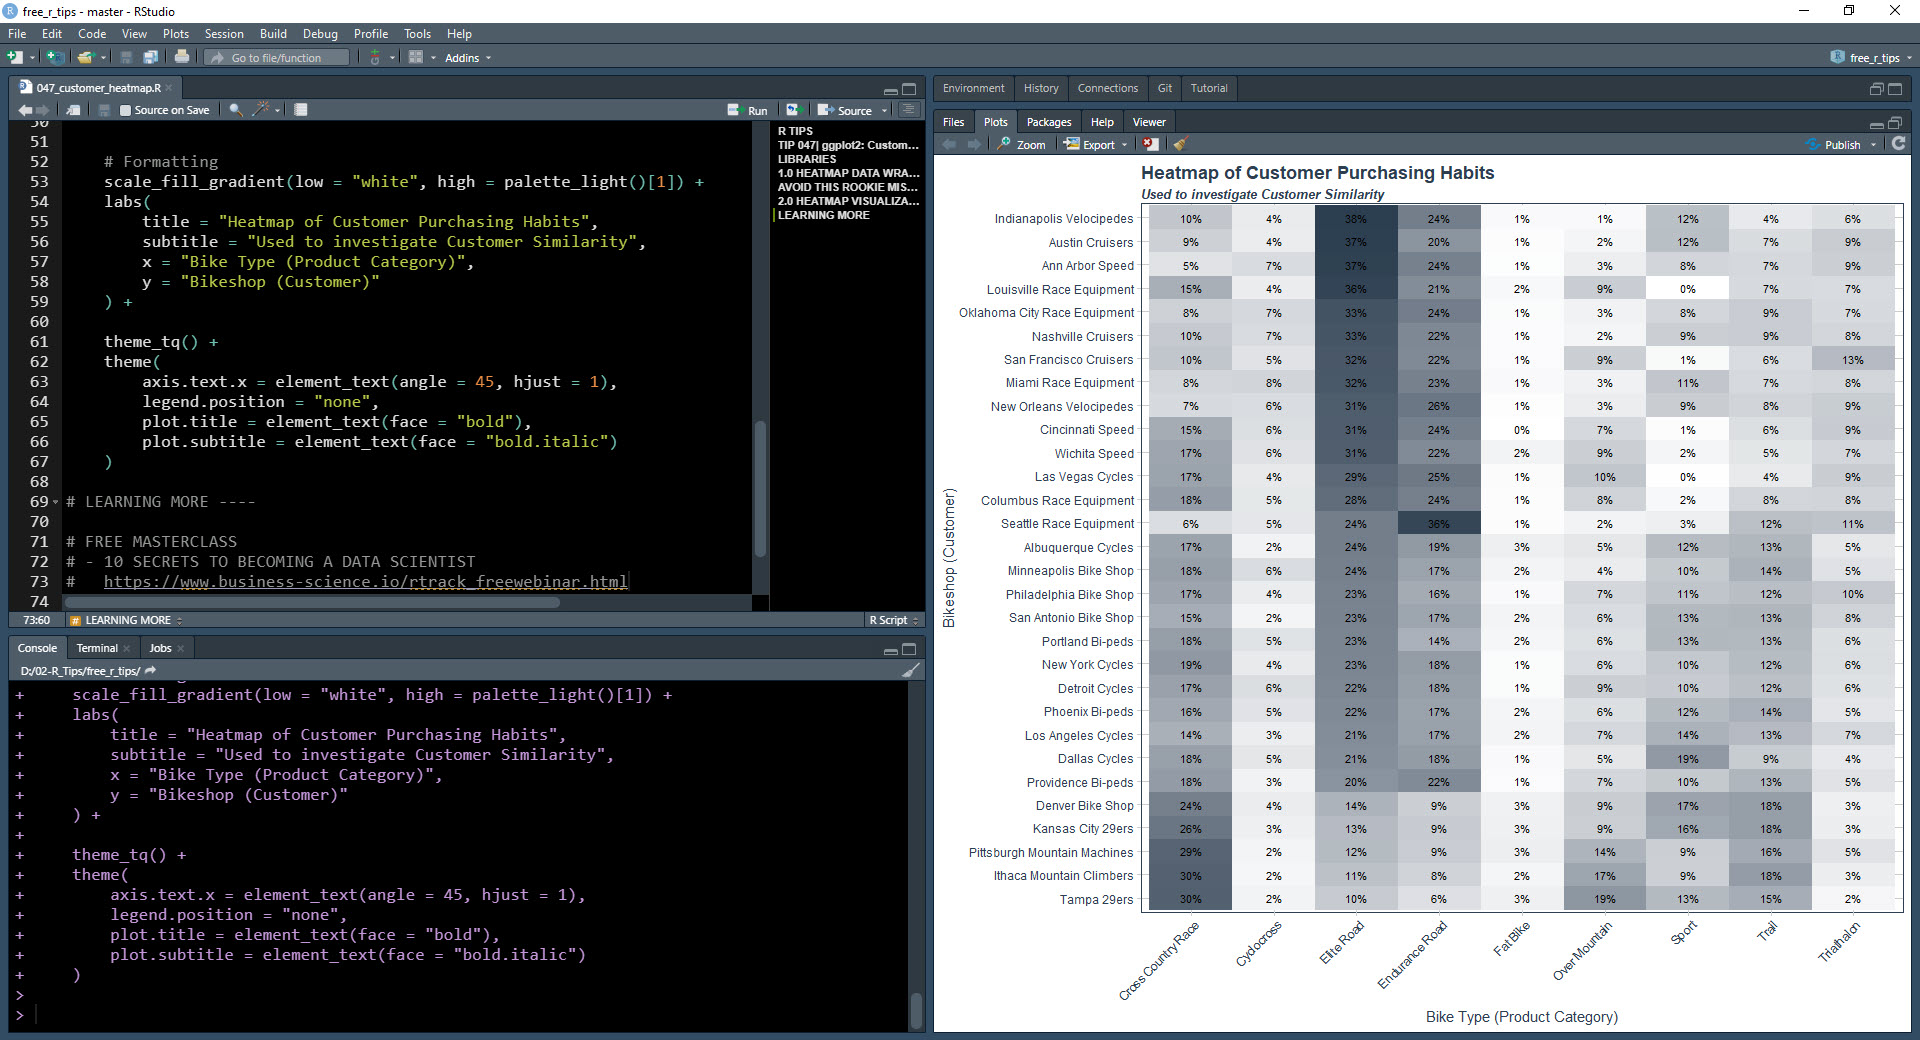 free_r_tips - master - RStudio
File Edit Code View Plots Session Build Debug Profile Tools Help
Go to file/function Addins free_r_tips
047_customer_heatmap.R
Source on Save Run Source
50
51
52 # Formatting
53 scale_fill_gradient(low = "white", high = palette_light()[1]) +
54 labs(
55 title = "Heatmap of Customer Purchasing Habits",
56 subtitle = "Used to investigate Customer Similarity",
57 x = "Bike Type (Product Category)",
58 y = "Bikeshop (Customer)"
59 ) +
60
61 theme_tq() +
62 theme(
63 axis.text.x = element_text(angle = 45, hjust = 1),
64 legend.position = "none",
65 plot.title = element_text(face = "bold"),
66 plot.subtitle = element_text(face = "bold.italic")
67 )
68
69 # LEARNING MORE ----
70
71 # FREE MASTERCLASS
72 # - 10 SECRETS TO BECOMING A DATA SCIENTIST
73 # https://www.business-science.io/rtrack_freewebinar.html
74
73:60 # LEARNING MORE R Script
R TIPS
TIP 047| ggplot2: Custom...
LIBRARIES
1.0 HEATMAP DATA WRA...
AVOID THIS ROOKIE MIS...
2.0 HEATMAP VISUALIZA...
LEARNING MORE
Console Terminal Jobs
D:/02-R_Tips/free_r_tips/
+ scale_fill_gradient(low = "white", high = palette_light()[1]) +
+ labs(
+ title = "Heatmap of Customer Purchasing Habits",
+ subtitle = "Used to investigate Customer Similarity",
+ x = "Bike Type (Product Category)",
+ y = "Bikeshop (Customer)"
+ ) +
+
+ theme_tq() +
+ theme(
+ axis.text.x = element_text(angle = 45, hjust = 1),
+ legend.position = "none",
+ plot.title = element_text(face = "bold"),
+ plot.subtitle = element_text(face = "bold.italic")
+ )
>
>
Environment History Connections Git Tutorial
Files Plots Packages Help Viewer
Zoom Export Publish
Heatmap of Customer Purchasing Habits
Used to investigate Customer Similarity
Indianapolis Velocipedes 10% 4% 38% 24% 1% 1% 12% 4% 6%
Austin Cruisers 9% 4% 37% 20% 1% 2% 12% 7% 9%
Ann Arbor Speed 5% 7% 37% 24% 1% 3% 8% 7% 9%
Louisville Race Equipment 15% 4% 36% 21% 2% 9% 0% 7% 7%
Oklahoma City Race Equipment 8% 7% 33% 24% 1% 3% 8% 9% 7%
Nashville Cruisers 10% 7% 33% 22% 1% 2% 9% 9% 8%
San Francisco Cruisers 10% 5% 32% 22% 1% 9% 1% 6% 13%
Miami Race Equipment 8% 8% 32% 23% 1% 3% 11% 7% 8%
New Orleans Velocipedes 7% 6% 31% 26% 1% 3% 9% 8% 9%
Cincinnati Speed 15% 6% 31% 24% 0% 7% 1% 6% 9%
Wichita Speed 17% 6% 31% 22% 2% 9% 2% 5% 7%
Las Vegas Cycles 17% 4% 29% 25% 1% 10% 0% 4% 9%
Columbus Race Equipment 18% 5% 28% 24% 1% 8% 2% 8% 8%
Seattle Race Equipment 6% 5% 24% 36% 1% 2% 3% 12% 11%
Albuquerque Cycles 17% 2% 24% 19% 3% 5% 12% 13% 5%
Minneapolis Bike Shop 18% 6% 24% 17% 2% 4% 10% 14% 5%
Philadelphia Bike Shop 17% 4% 23% 16% 1% 7% 11% 12% 10%
San Antonio Bike Shop 15% 2% 23% 17% 2% 6% 13% 13% 8%
Portland Bi-peds 18% 5% 23% 14% 2% 6% 13% 13% 6%
New York Cycles 19% 4% 23% 18% 1% 6% 10% 12% 6%
Detroit Cycles 17% 6% 22% 18% 1% 9% 10% 12% 6%
Phoenix Bi-peds 16% 5% 22% 17% 2% 6% 12% 14% 5%
Los Angeles Cycles 14% 3% 21% 17% 2% 7% 14% 13% 7%
Dallas Cycles 18% 5% 21% 18% 1% 5% 19% 9% 4%
Providence Bi-peds 18% 3% 20% 22% 1% 7% 10% 13% 5%
Denver Bike Shop 24% 4% 14% 9% 3% 9% 17% 18% 3%
Kansas City 29ers 26% 3% 13% 9% 3% 9% 16% 18% 3%
Pittsburgh Mountain Machines 29% 2% 12% 9% 3% 14% 9% 16% 5%
Ithaca Mountain Climbers 30% 2% 11% 8% 2% 17% 9% 18% 3%
Tampa 29ers 30% 2% 10% 6% 3% 19% 13% 15% 2%
Bikeshop (Customer)
Cross Country Race Cyclocross Elite Road Endurance Road Fat Bike Over Mountain Sport Trail Triathalon
Bike Type (Product Category)